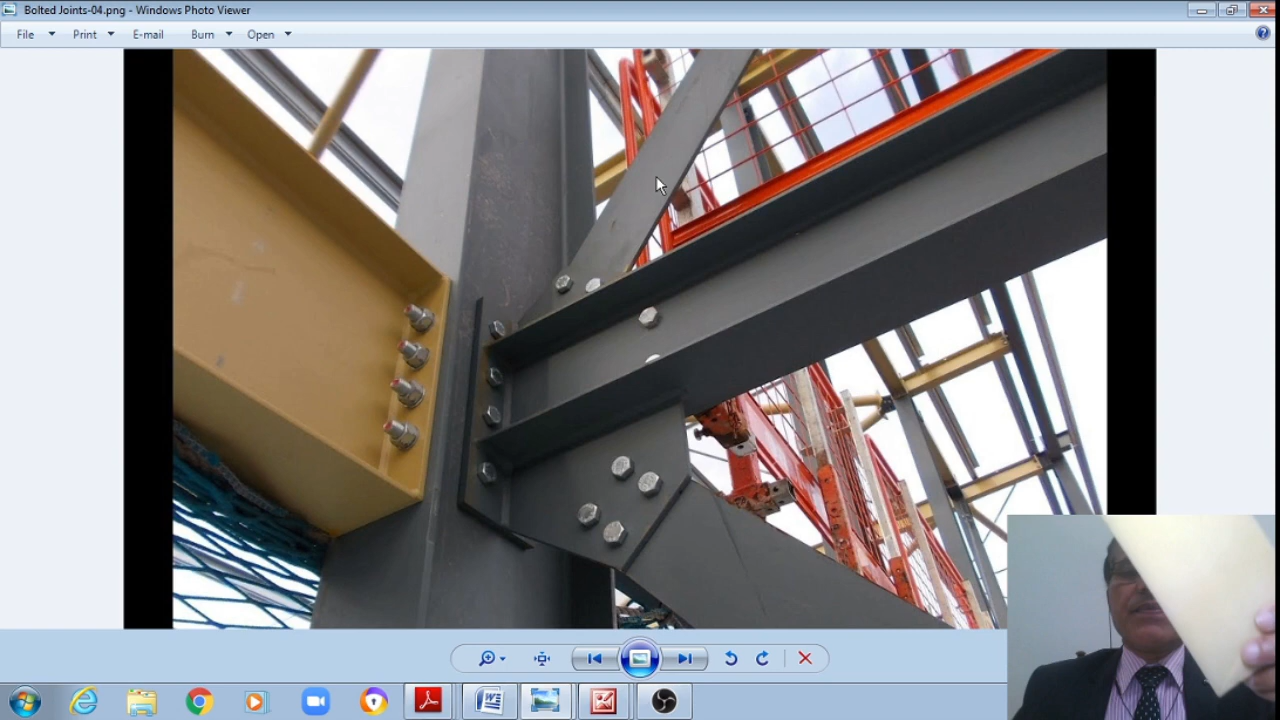 Bolted Joints-04.png - Windows Photo Viewer
File Print E-mail Burn Open